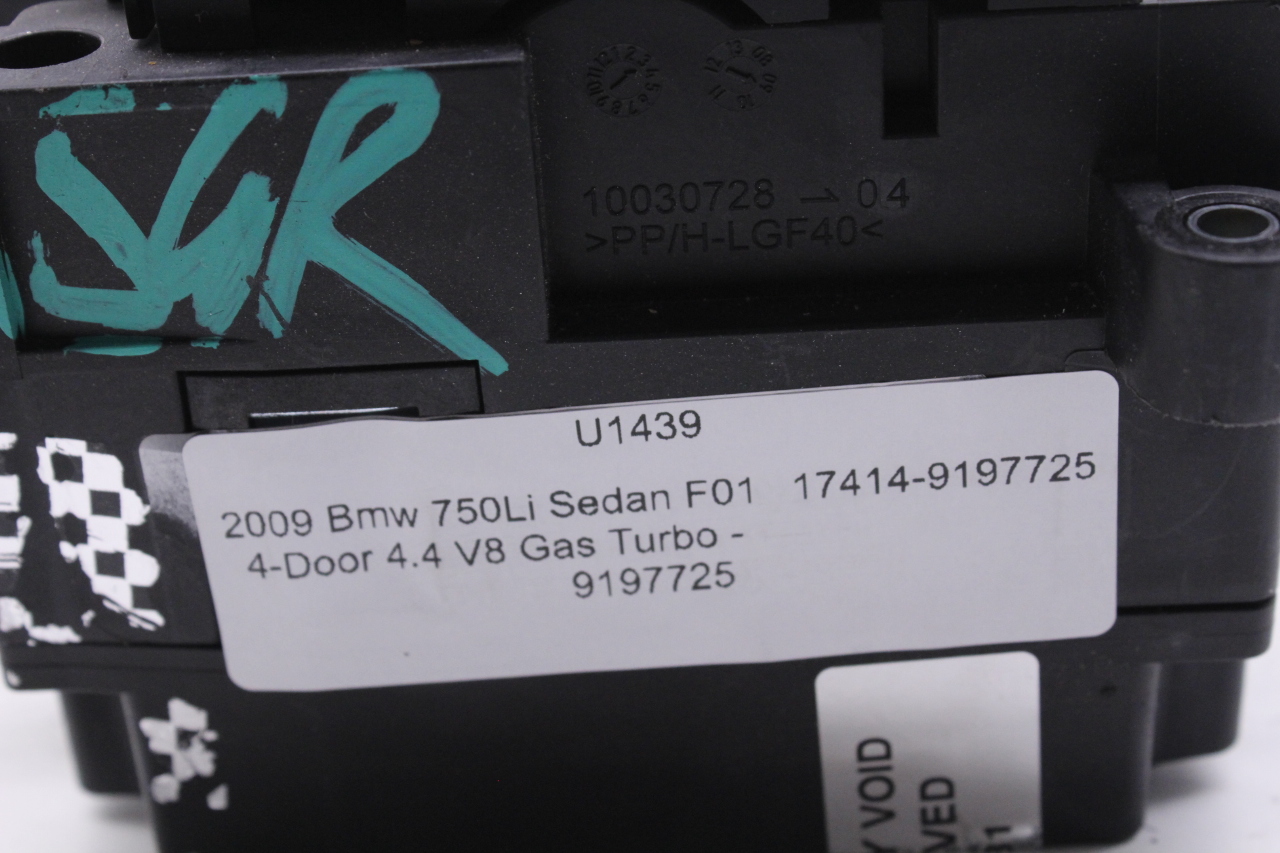 SGR
10030728 → 04
>PP/H-LGF40<
U1439
2009 Bmw 750Li Sedan F01 17414-9197725
4-Door 4.4 V8 Gas Turbo -
9197725
VOID